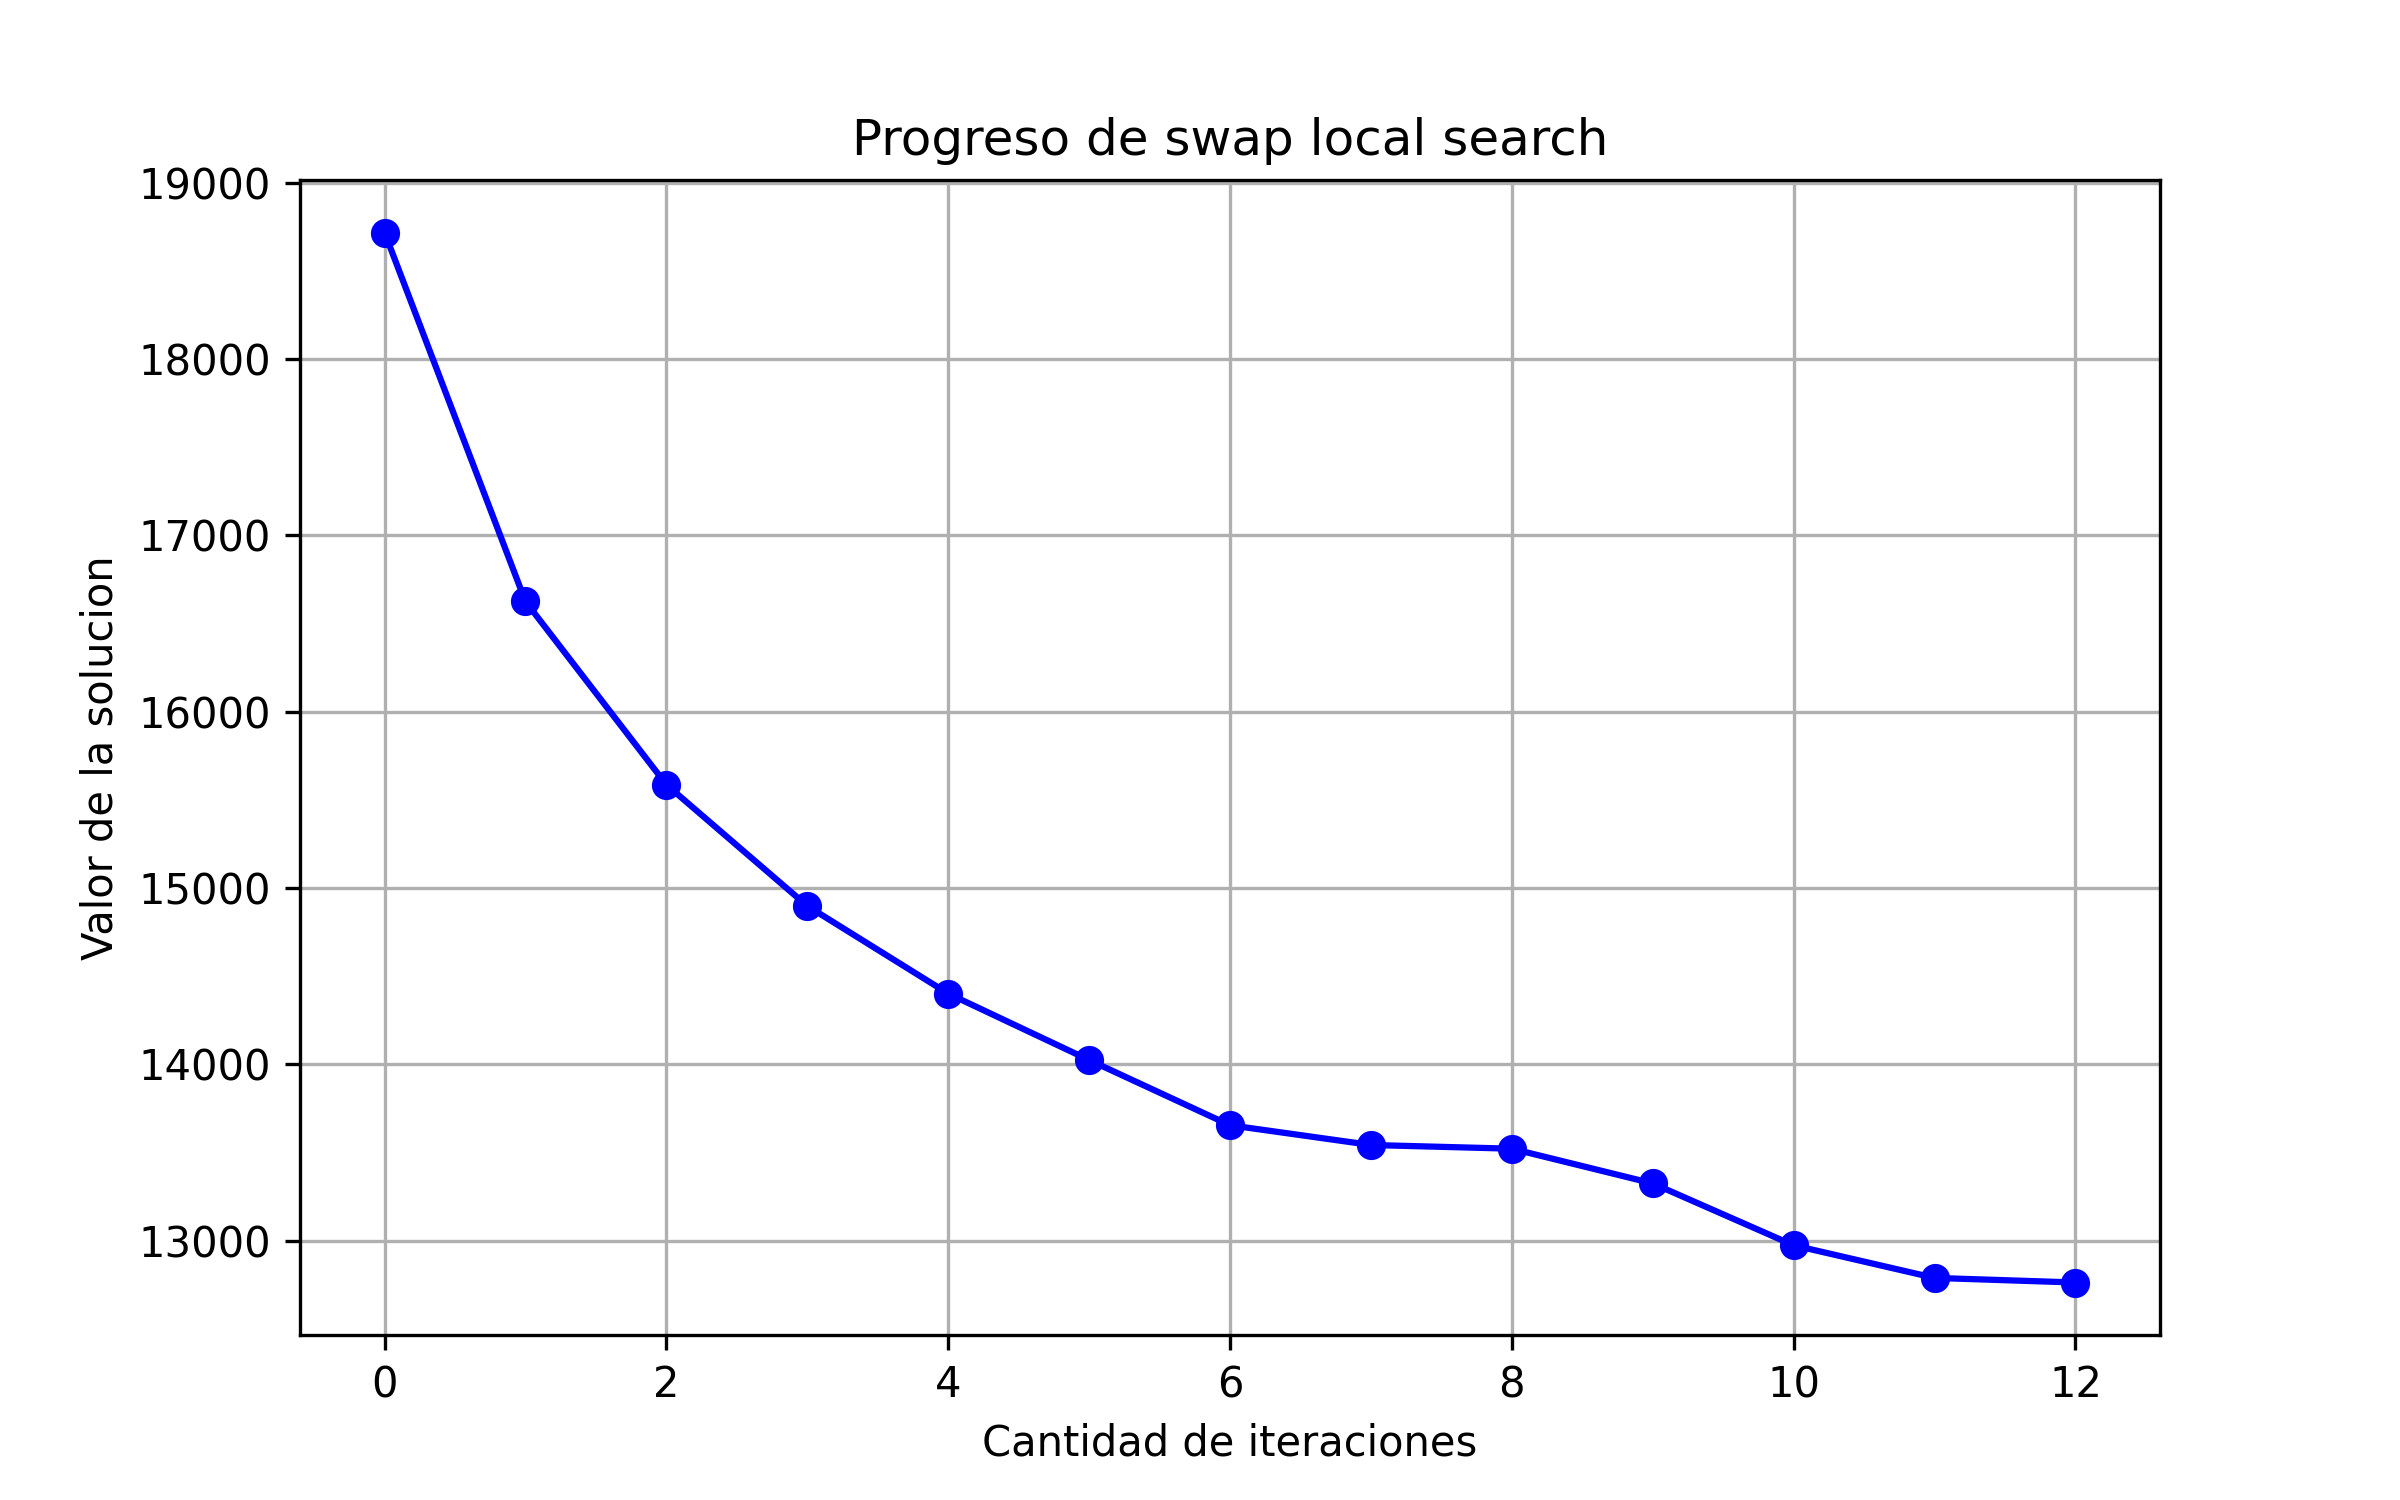 Progreso de swap local search
19000
18000
17000
16000
15000
14000
13000
Valor de la solucion
0 2 4 6 8 10 12
Cantidad de iteraciones